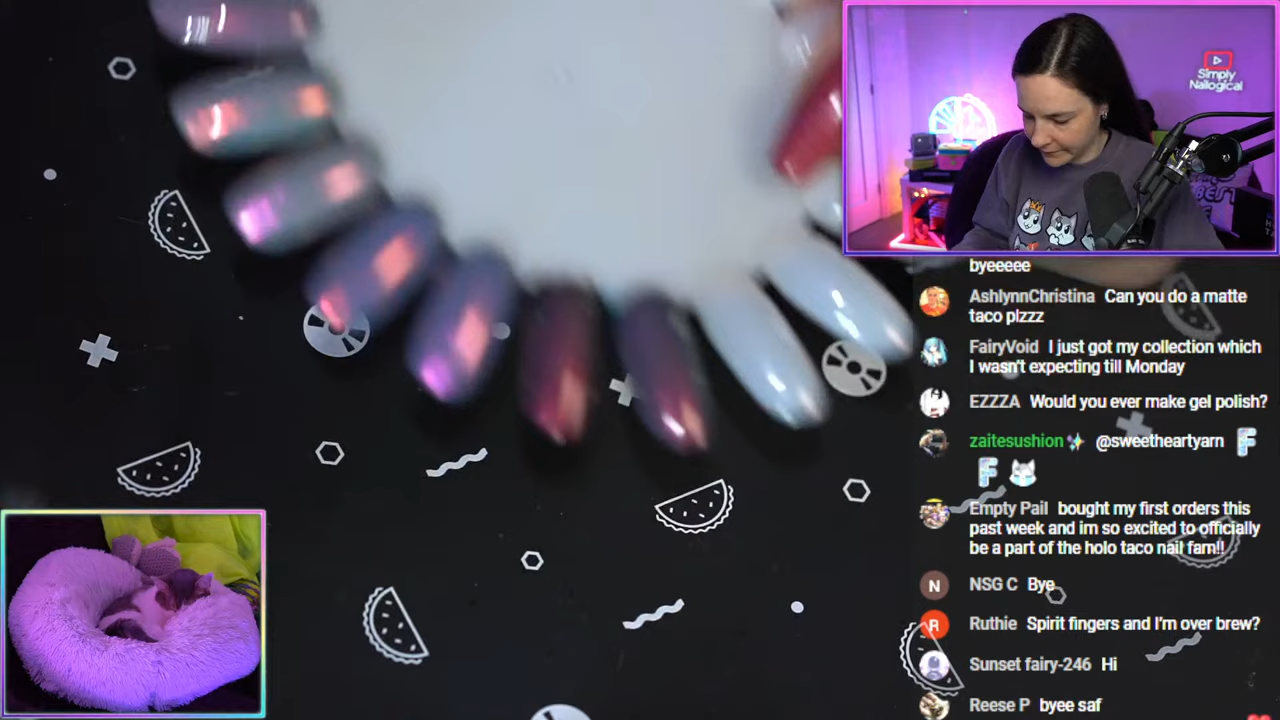 Simply
Nailogical
byeeeee
AshlynnChristina Can you do a matte
taco plzzz
FairyVoid I just got my collection which
I wasn't expecting till Monday
EZZZA Would you ever make gel polish?
zaitesushion @sweetheartyarn F
F
Empty Pail bought my first orders this
past week and im so excited to officially
be a part of the holo taco nail fam!!
N NSG C Bye
R Ruthie Spirit fingers and I'm over brew?
Sunset fairy-246 Hi
Reese P byee saf